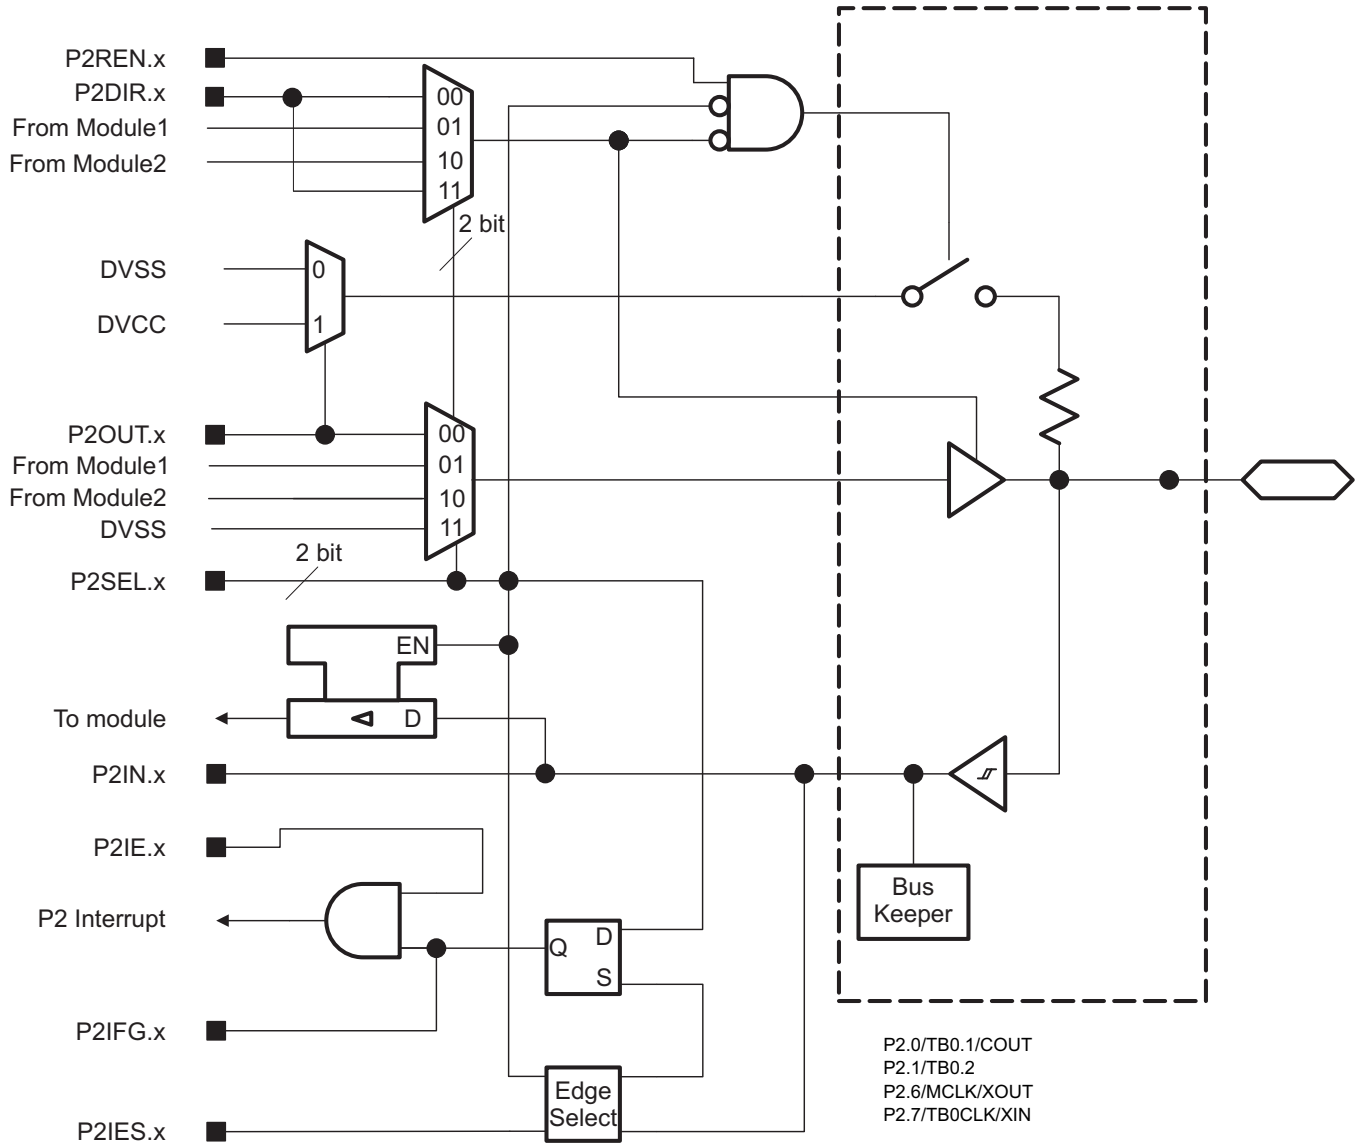 P2REN.x
P2DIR.x
From Module1
From Module2
00
01
10
11
2 bit
DVSS
DVCC
0
1
P2OUT.x
From Module1
From Module2
DVSS
00
01
10
11
2 bit
P2SEL.x
EN
To module
D
P2IN.x
P2IE.x
Bus
Keeper
P2 Interrupt
Q
D
S
P2IFG.x
P2.0/TB0.1/COUT
P2.1/TB0.2
P2.6/MCLK/XOUT
P2.7/TB0CLK/XIN
Edge
Select
P2IES.x